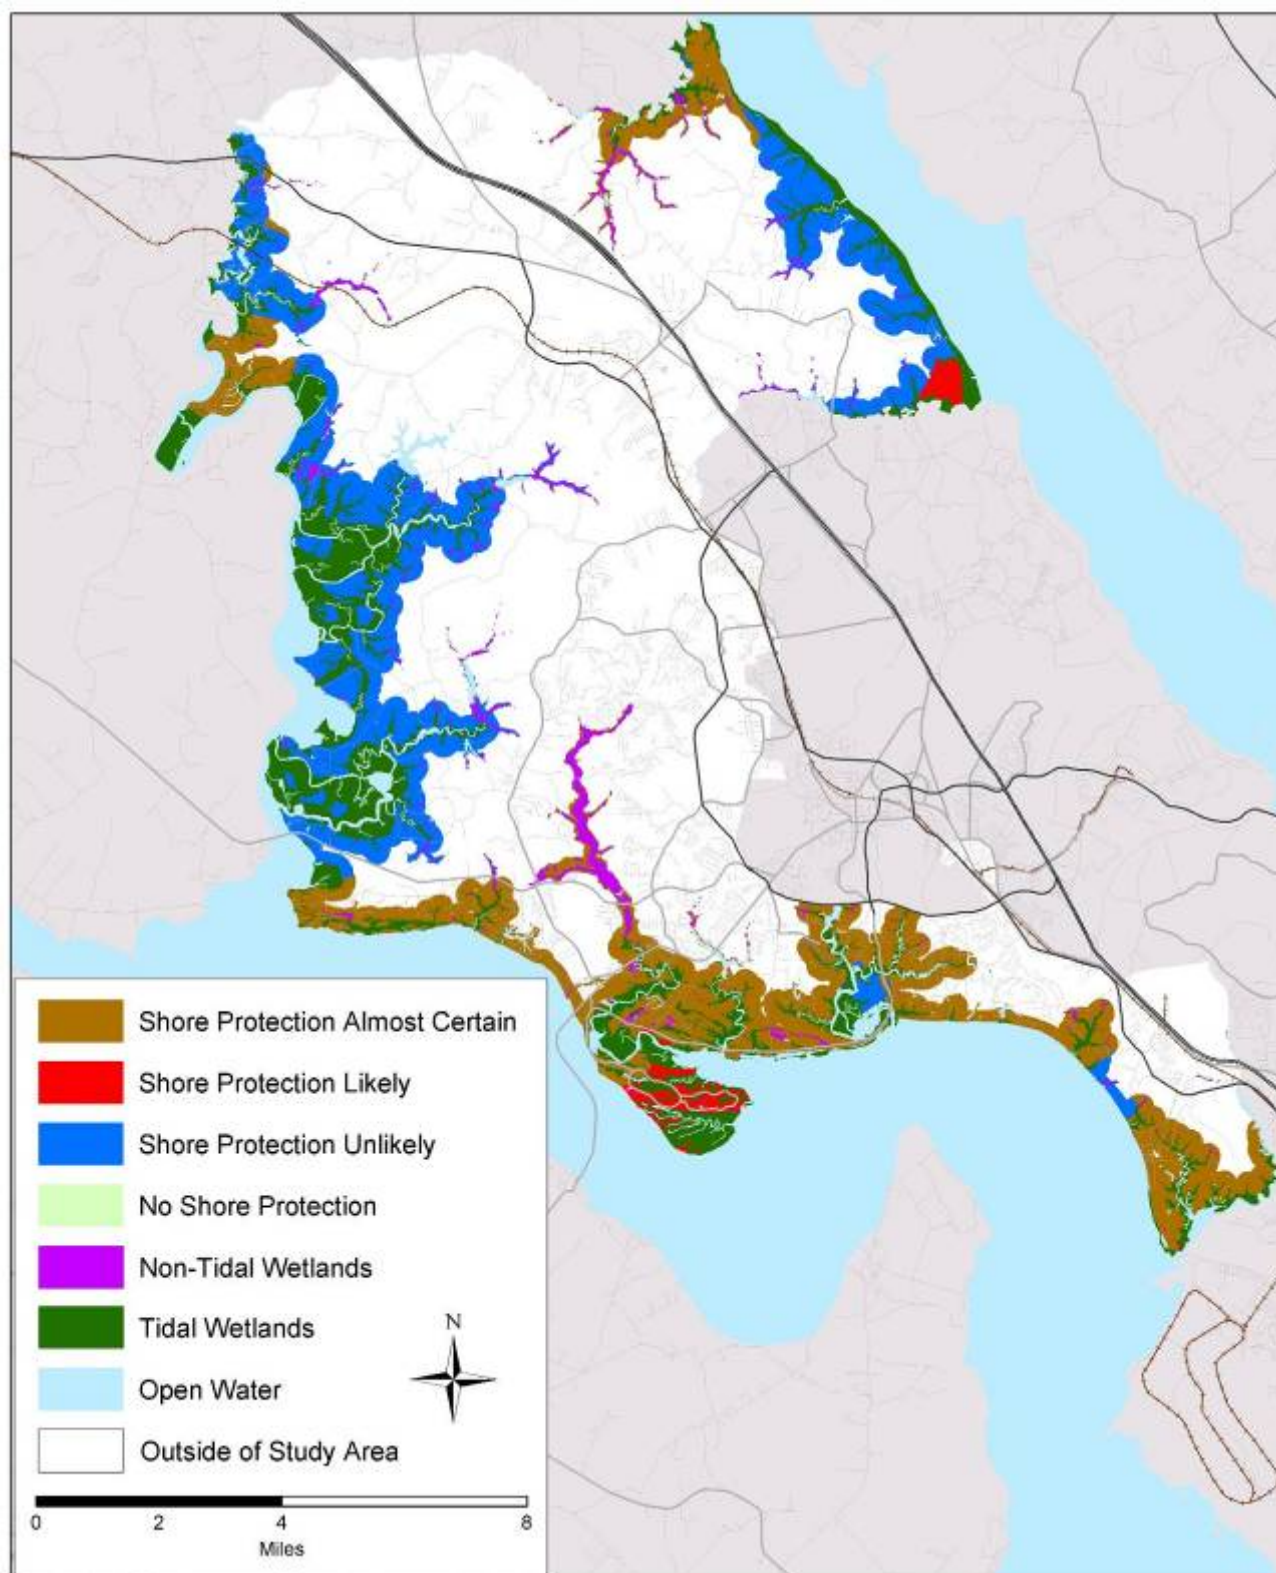 Shore Protection Almost Certain
Shore Protection Likely
Shore Protection Unlikely
No Shore Protection
Non-Tidal Wetlands
Tidal Wetlands
Open Water
Outside of Study Area
N
0 2 4 8
Miles